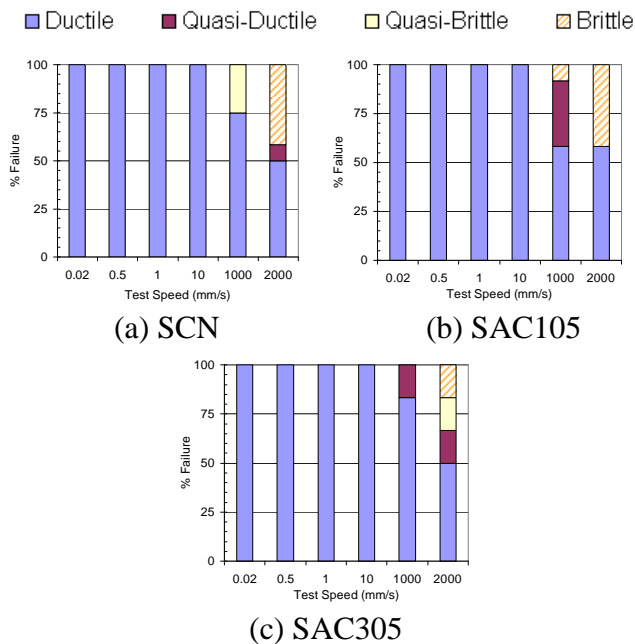 Ductile Quasi-Ductile Quasi-Brittle Brittle
100
75
50
25
0
% Failure
0.02 0.5 1 10 1000 2000
Test Speed (mm/s)
(a) SCN
100
75
50
25
0
% Failure
0.02 0.5 1 10 1000 2000
Test Speed (mm/s)
(b) SAC105
100
75
50
25
0
% Failure
0.02 0.5 1 10 1000 2000
Test Speed (mm/s)
(c) SAC305